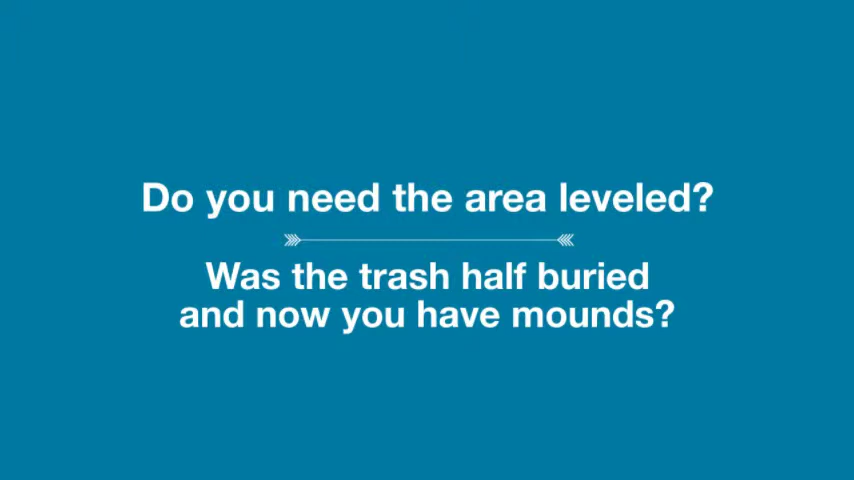 Do you need the area leveled?
Was the trash half buried
and now you have mounds?